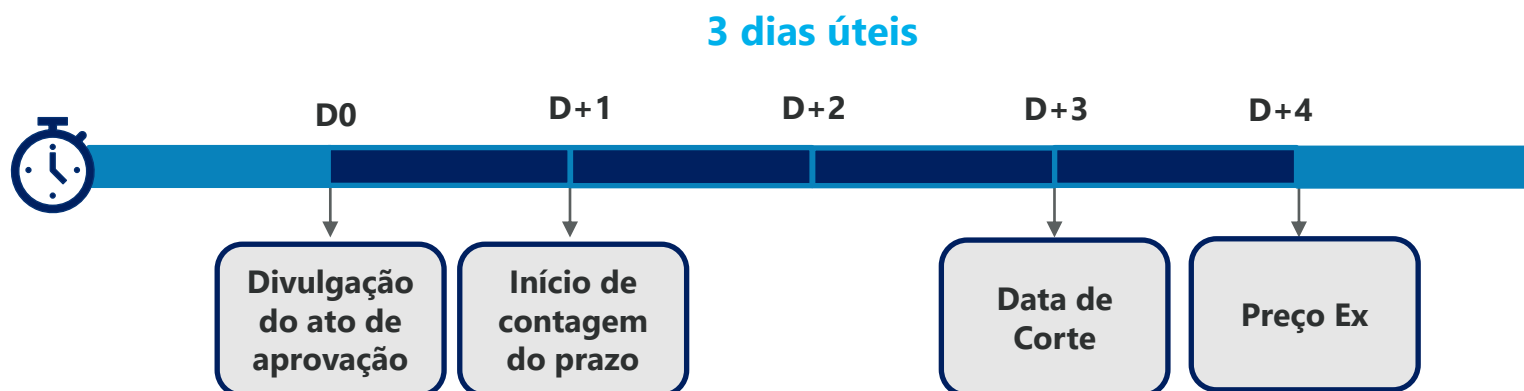 3 dias úteis
D0
D+1
D+2
D+3
D+4
Divulgação
do ato de
aprovação
Início de
contagem
do prazo
Data de
Corte
Preço Ex